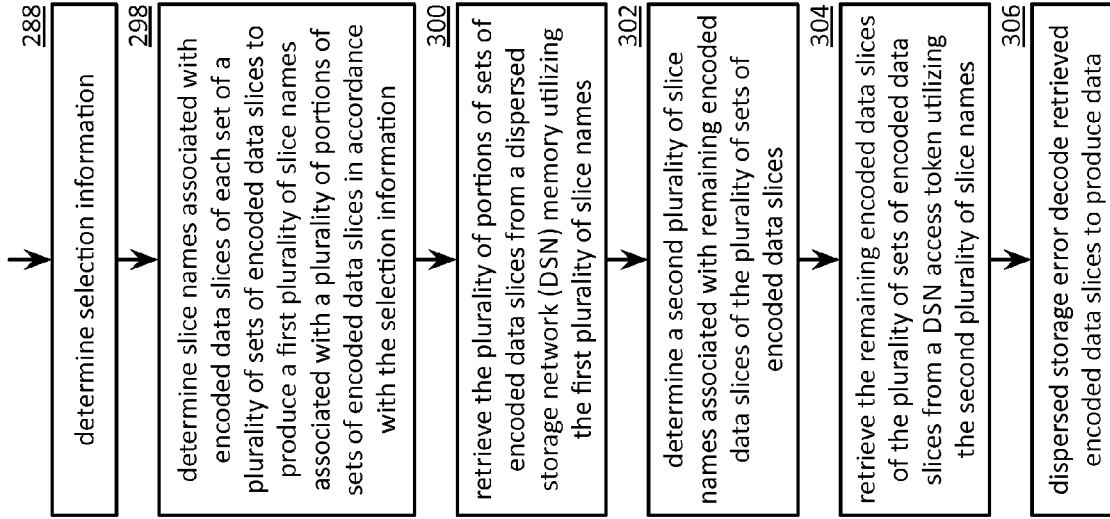 288
determine selection information
298
determine slice names associated with
encoded data slices of each set of a
plurality of sets of encoded data slices to
produce a first plurality of slice names
associated with a plurality of portions of
sets of encoded data slices in accordance
with the selection information
300
retrieve the plurality of portions of sets of
encoded data slices from a dispersed
storage network (DSN) memory utilizing
the first plurality of slice names
302
determine a second plurality of slice
names associated with remaining encoded
data slices of the plurality of sets of
encoded data slices
304
retrieve the remaining encoded data slices
of the plurality of sets of encoded data
slices from a DSN access token utilizing
the second plurality of slice names
306
dispersed storage error decode retrieved
encoded data slices to produce data